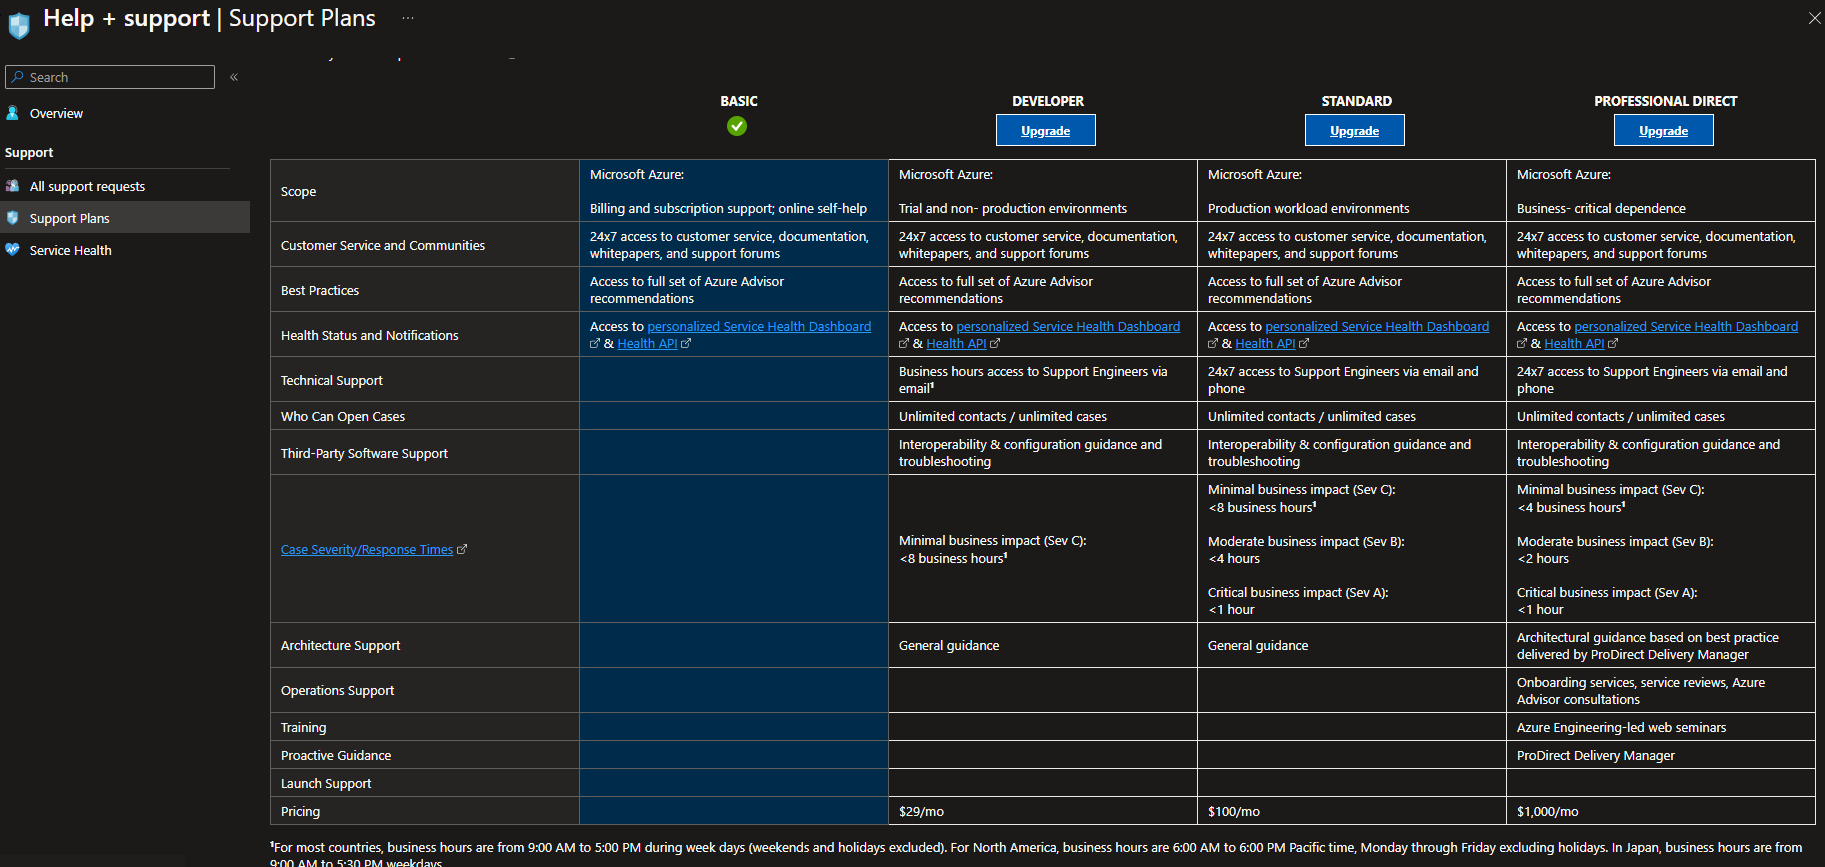 Help + support | Support Plans ...
Search
«
Overview
Support
All support requests
Support Plans
Service Health
BASIC
DEVELOPER
STANDARD
PROFESSIONAL DIRECT
Upgrade
Upgrade
Upgrade
Scope
Microsoft Azure:
Billing and subscription support; online self-help
Microsoft Azure:
Trial and non- production environments
Microsoft Azure:
Production workload environments
Microsoft Azure:
Business- critical dependence
Customer Service and Communities
24x7 access to customer service, documentation,
whitepapers, and support forums
24x7 access to customer service, documentation,
whitepapers, and support forums
24x7 access to customer service, documentation,
whitepapers, and support forums
24x7 access to customer service, documentation,
whitepapers, and support forums
Best Practices
Access to full set of Azure Advisor
recommendations
Access to full set of Azure Advisor
recommendations
Access to full set of Azure Advisor
recommendations
Access to full set of Azure Advisor
recommendations
Health Status and Notifications
Access to personalized Service Health Dashboard
& Health API
Access to personalized Service Health Dashboard
& Health API
Access to personalized Service Health Dashboard
& Health API
Access to personalized Service Health Dashboard
& Health API
Technical Support
Business hours access to Support Engineers via
email¹
24x7 access to Support Engineers via email and
phone
24x7 access to Support Engineers via email and
phone
Who Can Open Cases
Unlimited contacts / unlimited cases
Unlimited contacts / unlimited cases
Unlimited contacts / unlimited cases
Third-Party Software Support
Interoperability & configuration guidance and
troubleshooting
Interoperability & configuration guidance and
troubleshooting
Interoperability & configuration guidance and
troubleshooting
Case Severity/Response Times
Minimal business impact (Sev C):
<8 business hours¹
Minimal business impact (Sev C):
<8 business hours¹
Moderate business impact (Sev B):
<4 hours
Critical business impact (Sev A):
<1 hour
Minimal business impact (Sev C):
<4 business hours¹
Moderate business impact (Sev B):
<2 hours
Critical business impact (Sev A):
<1 hour
Architecture Support
General guidance
General guidance
Architectural guidance based on best practice
delivered by ProDirect Delivery Manager
Operations Support
Onboarding services, service reviews, Azure
Advisor consultations
Training
Azure Engineering-led web seminars
Proactive Guidance
ProDirect Delivery Manager
Launch Support
Pricing
$29/mo
$100/mo
$1,000/mo
¹For most countries, business hours are from 9:00 AM to 5:00 PM during week days (weekends and holidays excluded). For North America, business hours are 6:00 AM to 6:00 PM Pacific time, Monday through Friday excluding holidays. In Japan, business hours are from
9:00 AM to 5:30 PM weekdays